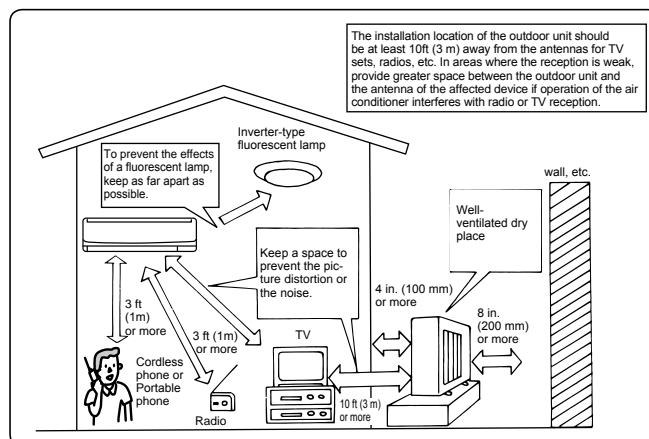 The installation location of the outdoor unit should
be at least 10ft (3 m) away from the antennas for TV
sets, radios, etc. In areas where the reception is weak,
provide greater space between the outdoor unit and
the antenna of the affected device if operation of the air
conditioner interferes with radio or TV reception.
Inverter-type
fluorescent lamp
To prevent the effects
of a fluorescent lamp,
keep as far apart as
possible.
wall, etc.
Well-
ventilated dry
place
Keep a space to
prevent the pic-
ture distortion or
the noise.
4 in. (100 mm)
or more
8 in.
(200 mm)
or more
3 ft
(1m)
or more
3 ft (1m)
or more
TV
Cordless
phone or
Portable
phone
Radio
10 ft (3 m)
or more